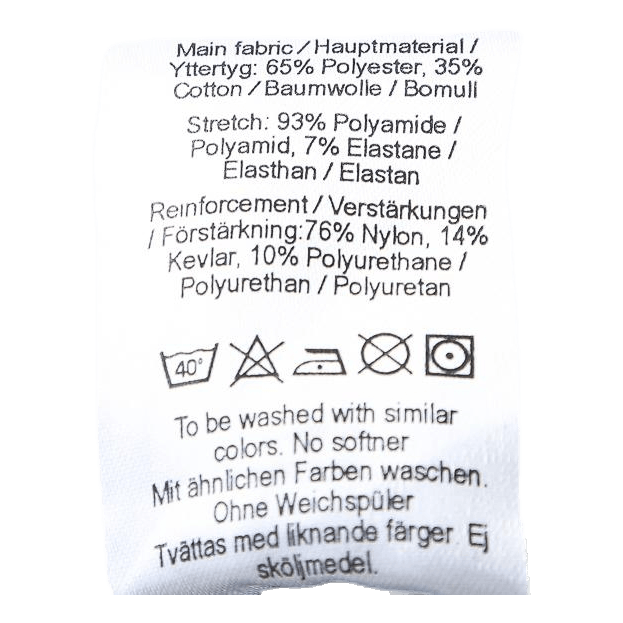 Main fabric / Hauptmaterial /
Yttertyg: 65% Polyester, 35%
Cotton / Baumwolle / Bomull
Stretch: 93% Polyamide /
Polyamid, 7% Elastane /
Elasthan / Elastan
Reinforcement / Verstärkungen
/ Förstärkning:76% Nylon, 14%
Kevlar, 10% Polyurethane /
Polyurethan / Polyuretan
40°
To be washed with similar
colors. No softner
Mit ähnlichen Farben waschen.
Ohne Weichspüler
Tvättas med liknande färger. Ej
sköljmedel.